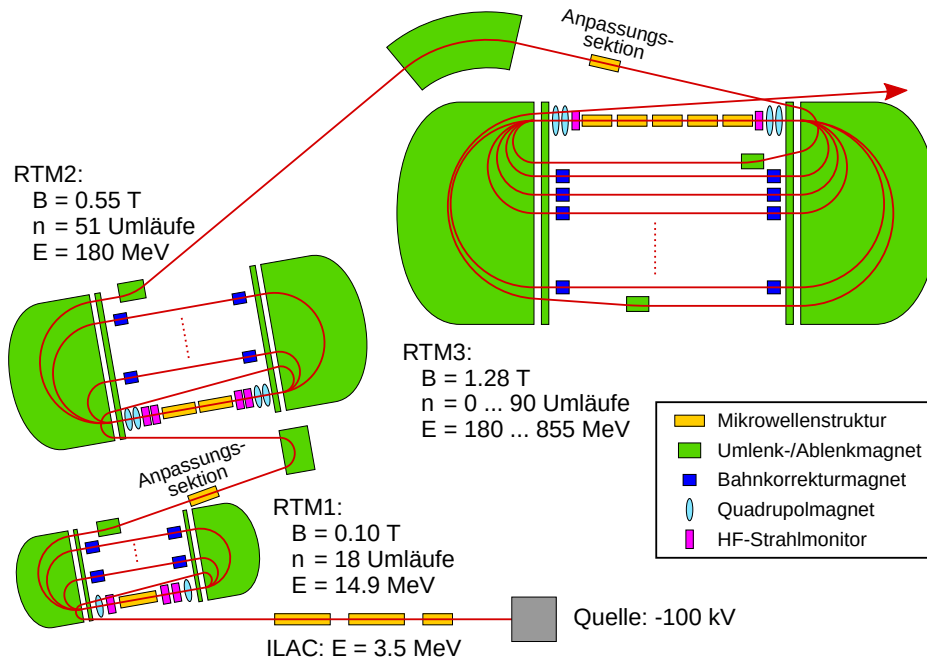 Anpassungs-
sektion
RTM2:
B = 0.55 T
n = 51 Umläufe
E = 180 MeV
RTM3:
B = 1.28 T
n = 0 ... 90 Umläufe
E = 180 ... 855 MeV
Mikrowellenstruktur
Umlenk-/Ablenkmagnet
Bahnkorrekturmagnet
Quadrupolmagnet
HF-Strahlmonitor
Anpassungs-
sektion
RTM1:
B = 0.10 T
n = 18 Umläufe
E = 14.9 MeV
Quelle: -100 kV
ILAC: E = 3.5 MeV